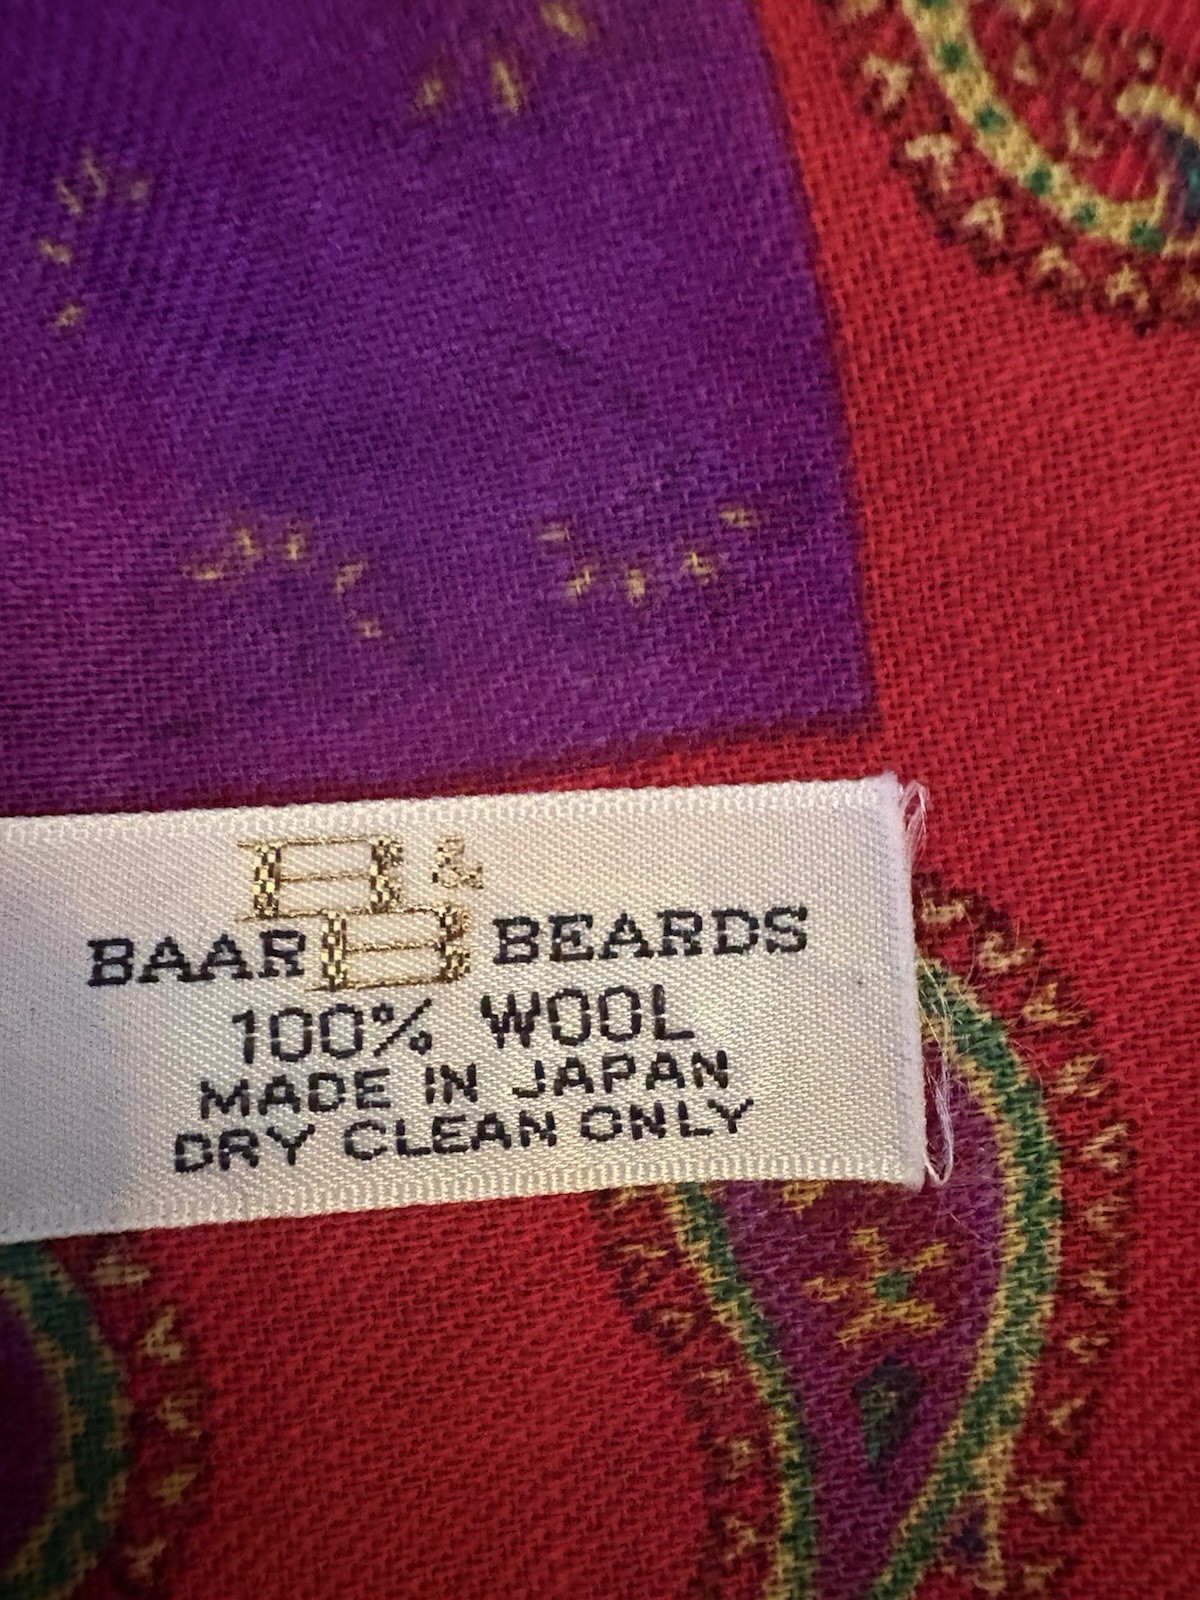 B &
BAAR B BEARDS
100% WOOL
MADE IN JAPAN
DRY CLEAN ONLY